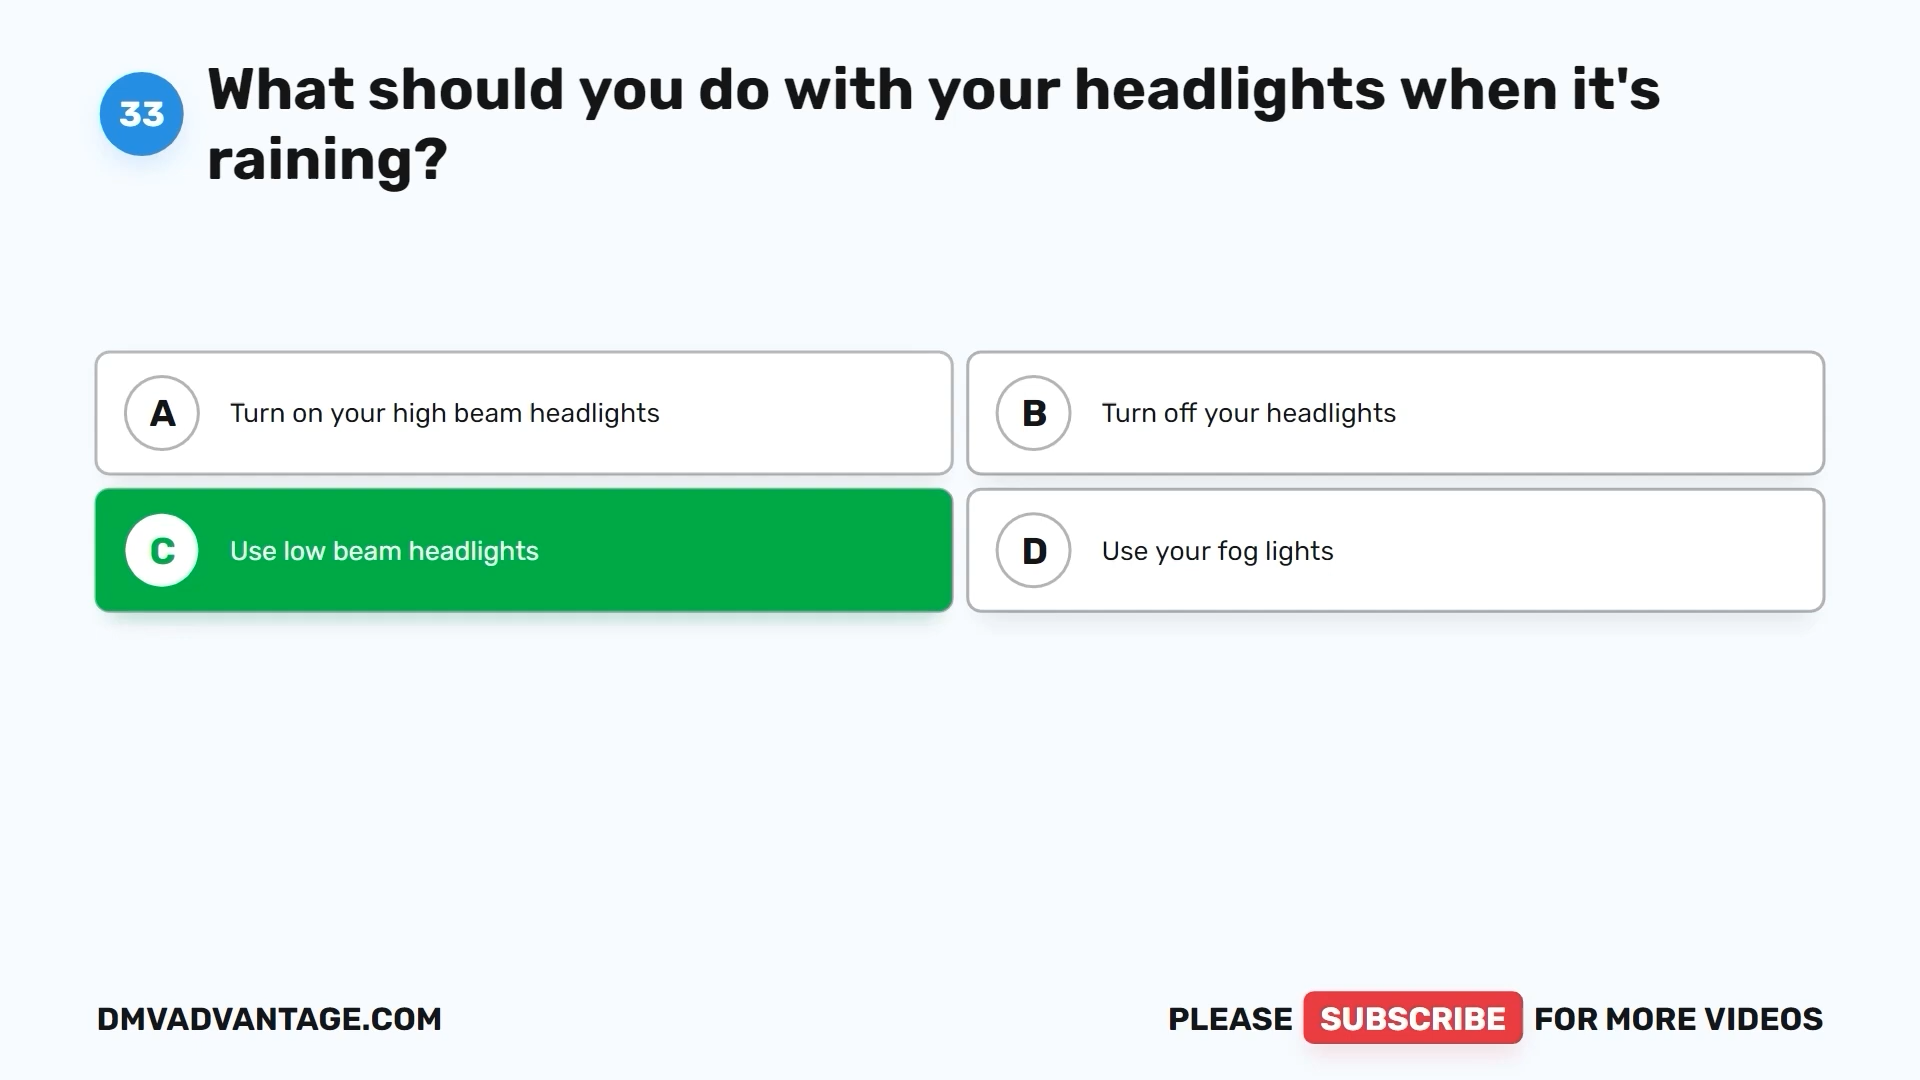 33
What should you do with your headlights when it's
raining?
A Turn on your high beam headlights
B Turn off your headlights
C Use low beam headlights
D Use your fog lights
DMVADVANTAGE.COM
PLEASE SUBSCRIBE FOR MORE VIDEOS